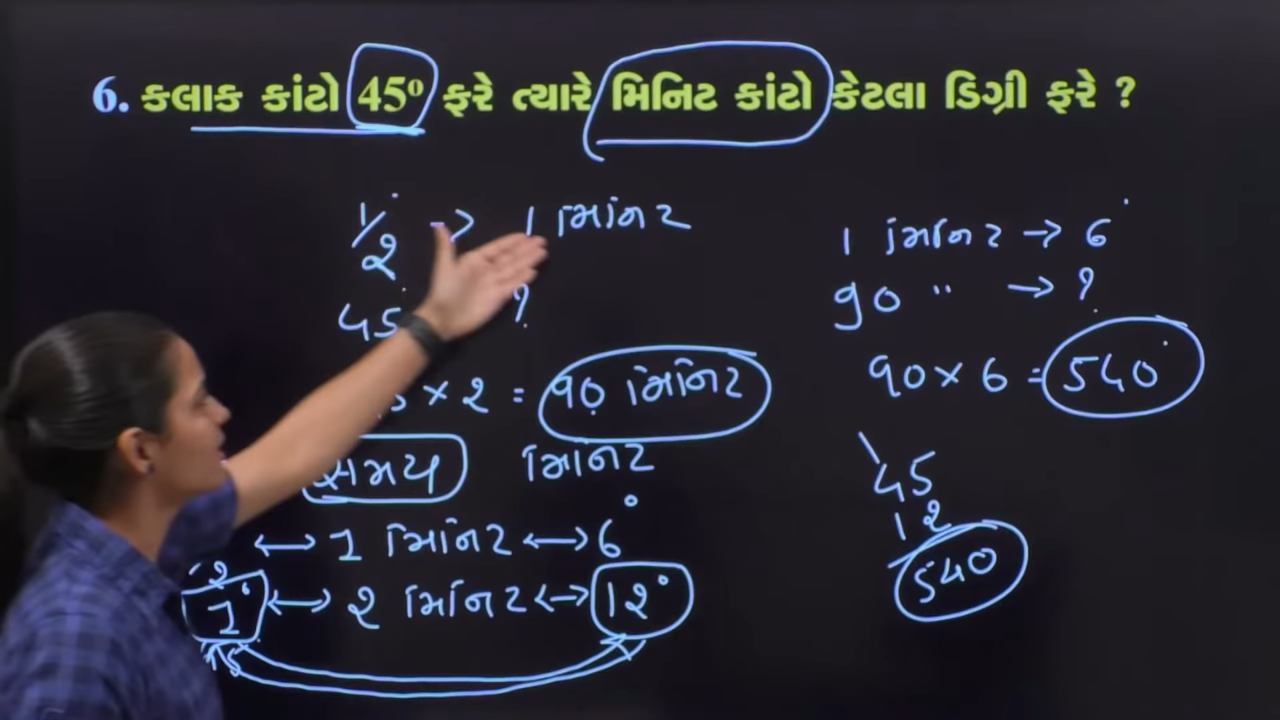 6. કલાક કાંટો 45° ફરે ત્યારે મિનિટ કાંટો કેટલા ડિગ્રી ફરે ?
1/2° -> 1 મિનિટ
45 ?
× 2 = 90 મિનિટ
સમય મિનિટ
↔ 1 મિનિટ ↔ 6°
1° ↔ 2 મિનિટ ↔ 12°
1 મિનિટ → 6°
90 " → ?
90 × 6 = 540°
45
12
540